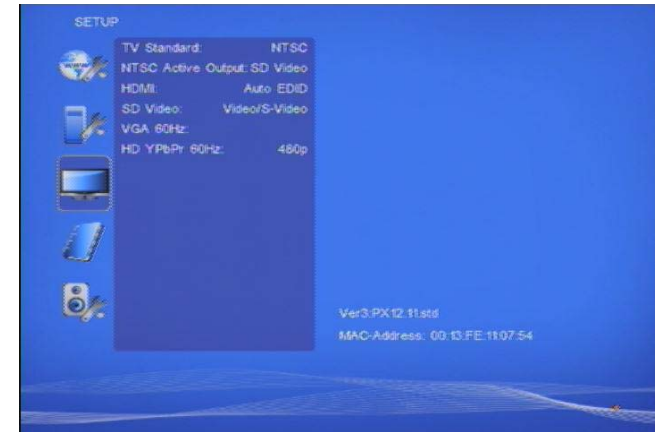 SETUP
TV Standard: NTSC
NTSC Active Output: SD Video
HDMI: Auto EDID
SD Video: Video/S-Video
VGA 60Hz:
HD YPbPr 60Hz: 480p
www
Ver3.PX12.11.std
MAC-Address: 00:13:FE:11:07:54